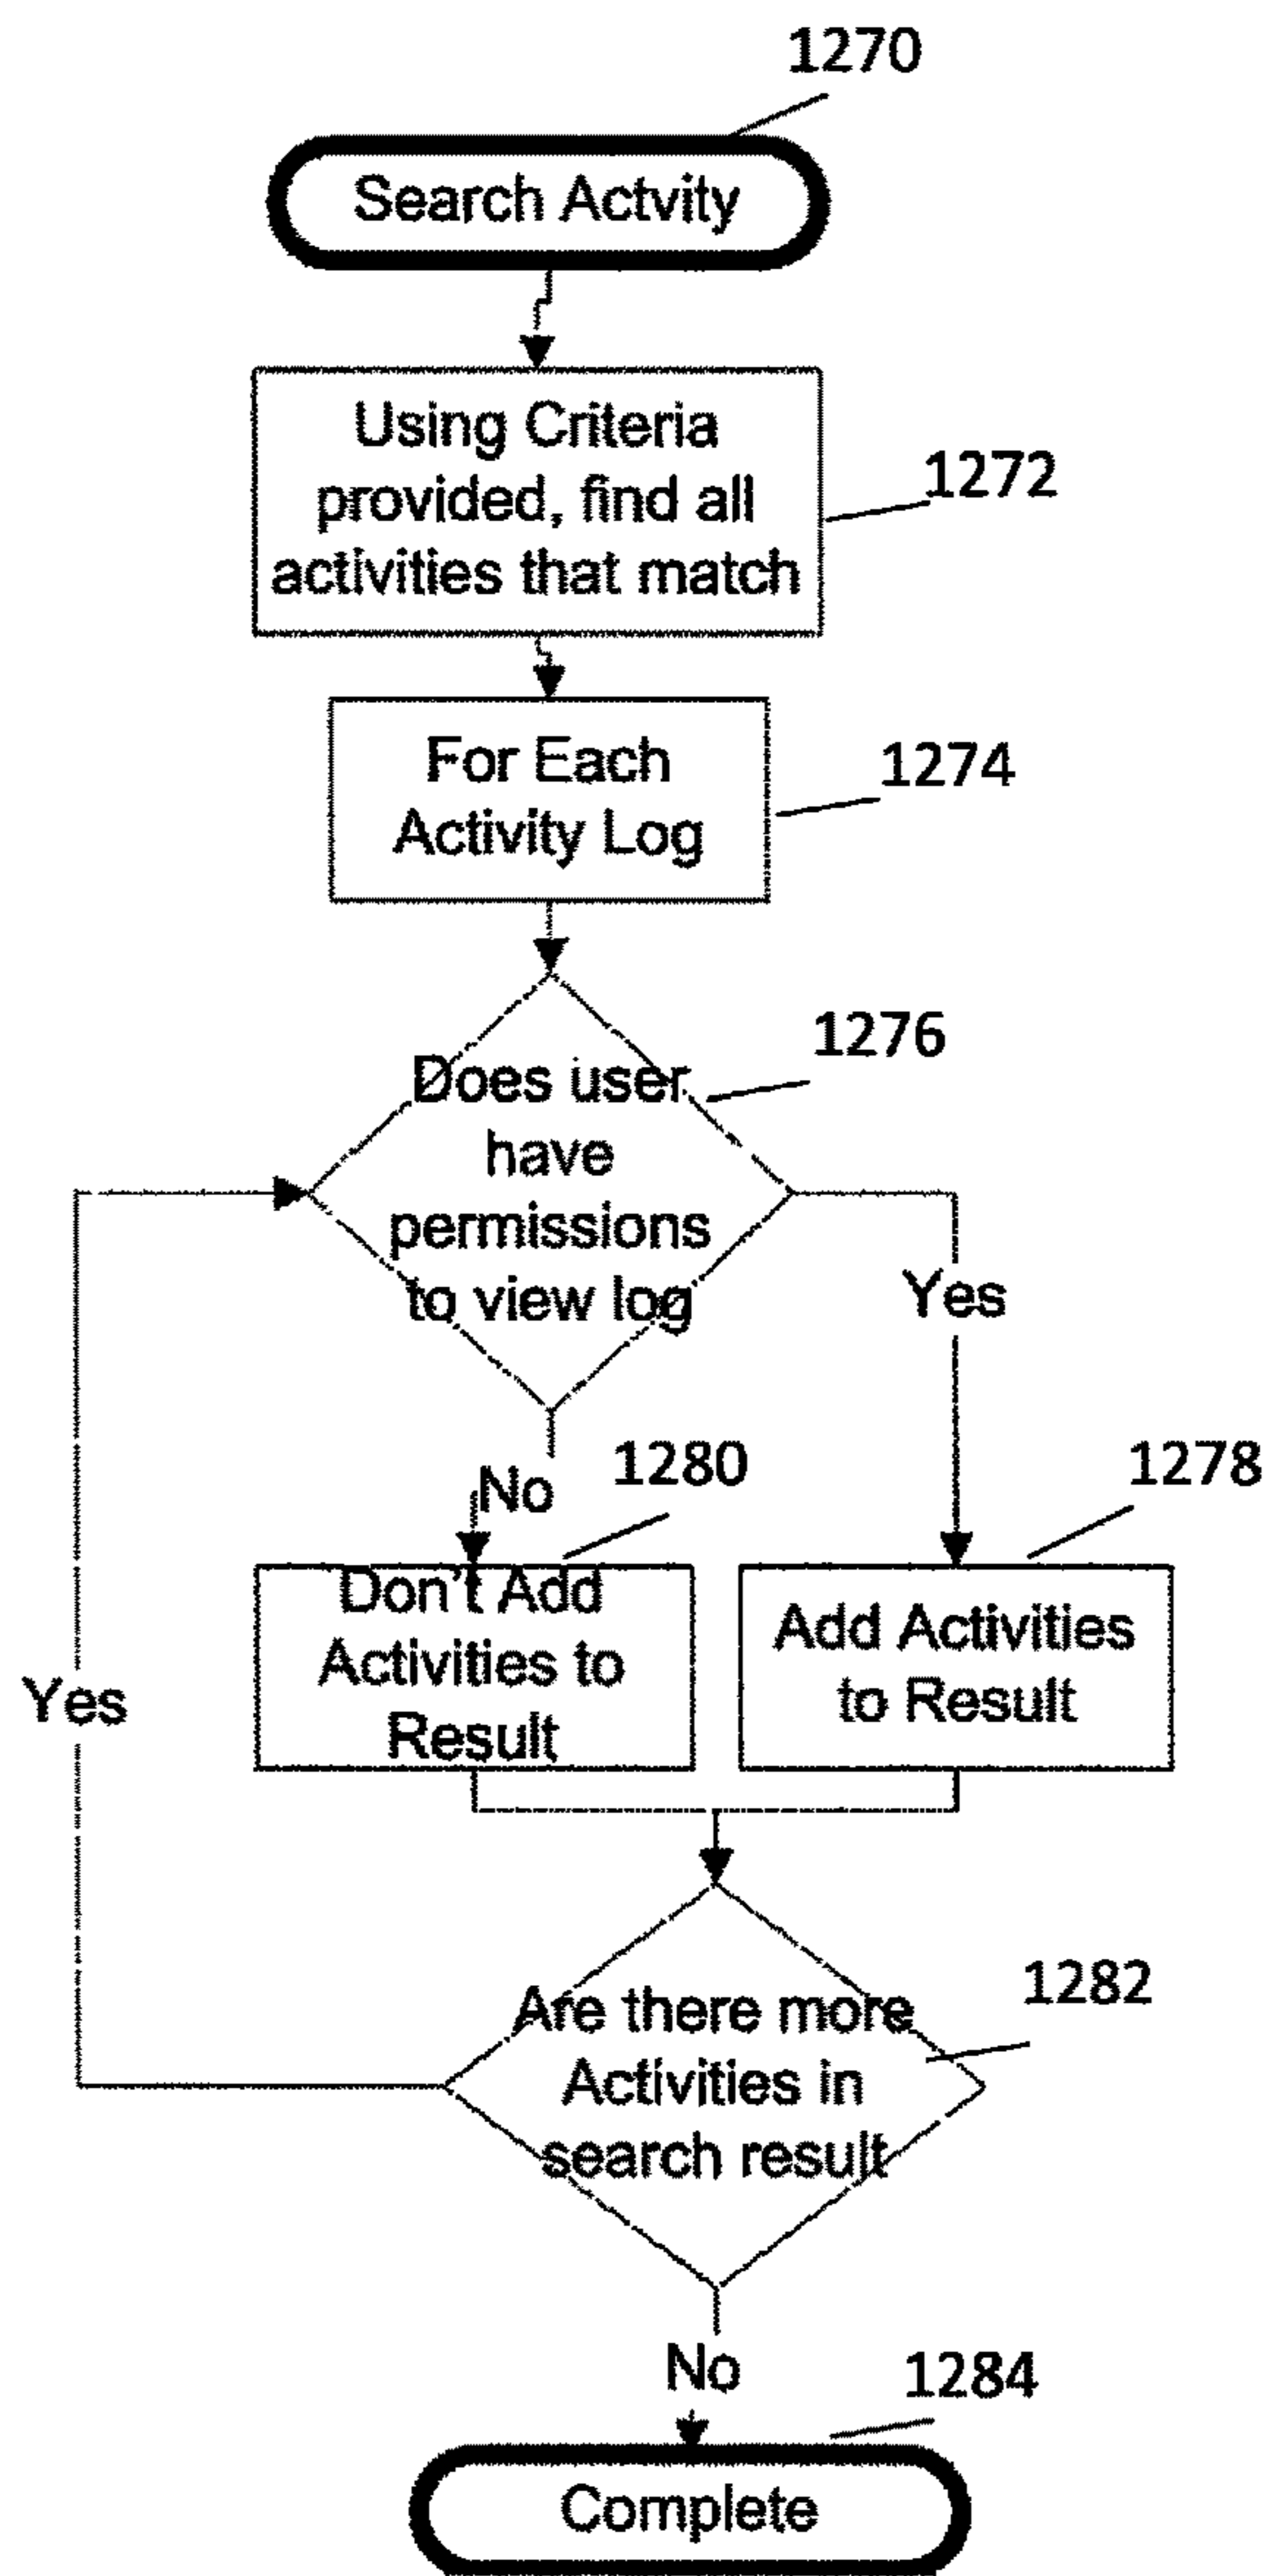 1270
Search Actvity
Using Criteria
provided, find all
activities that match
1272
For Each
Activity Log
1274
1276
Does user
have
permissions
to view log
Yes
No
1280
1278
Don't Add
Activities to
Result
Add Activities
to Result
Yes
Are there more
Activities in
search result
1282
No
1284
Complete